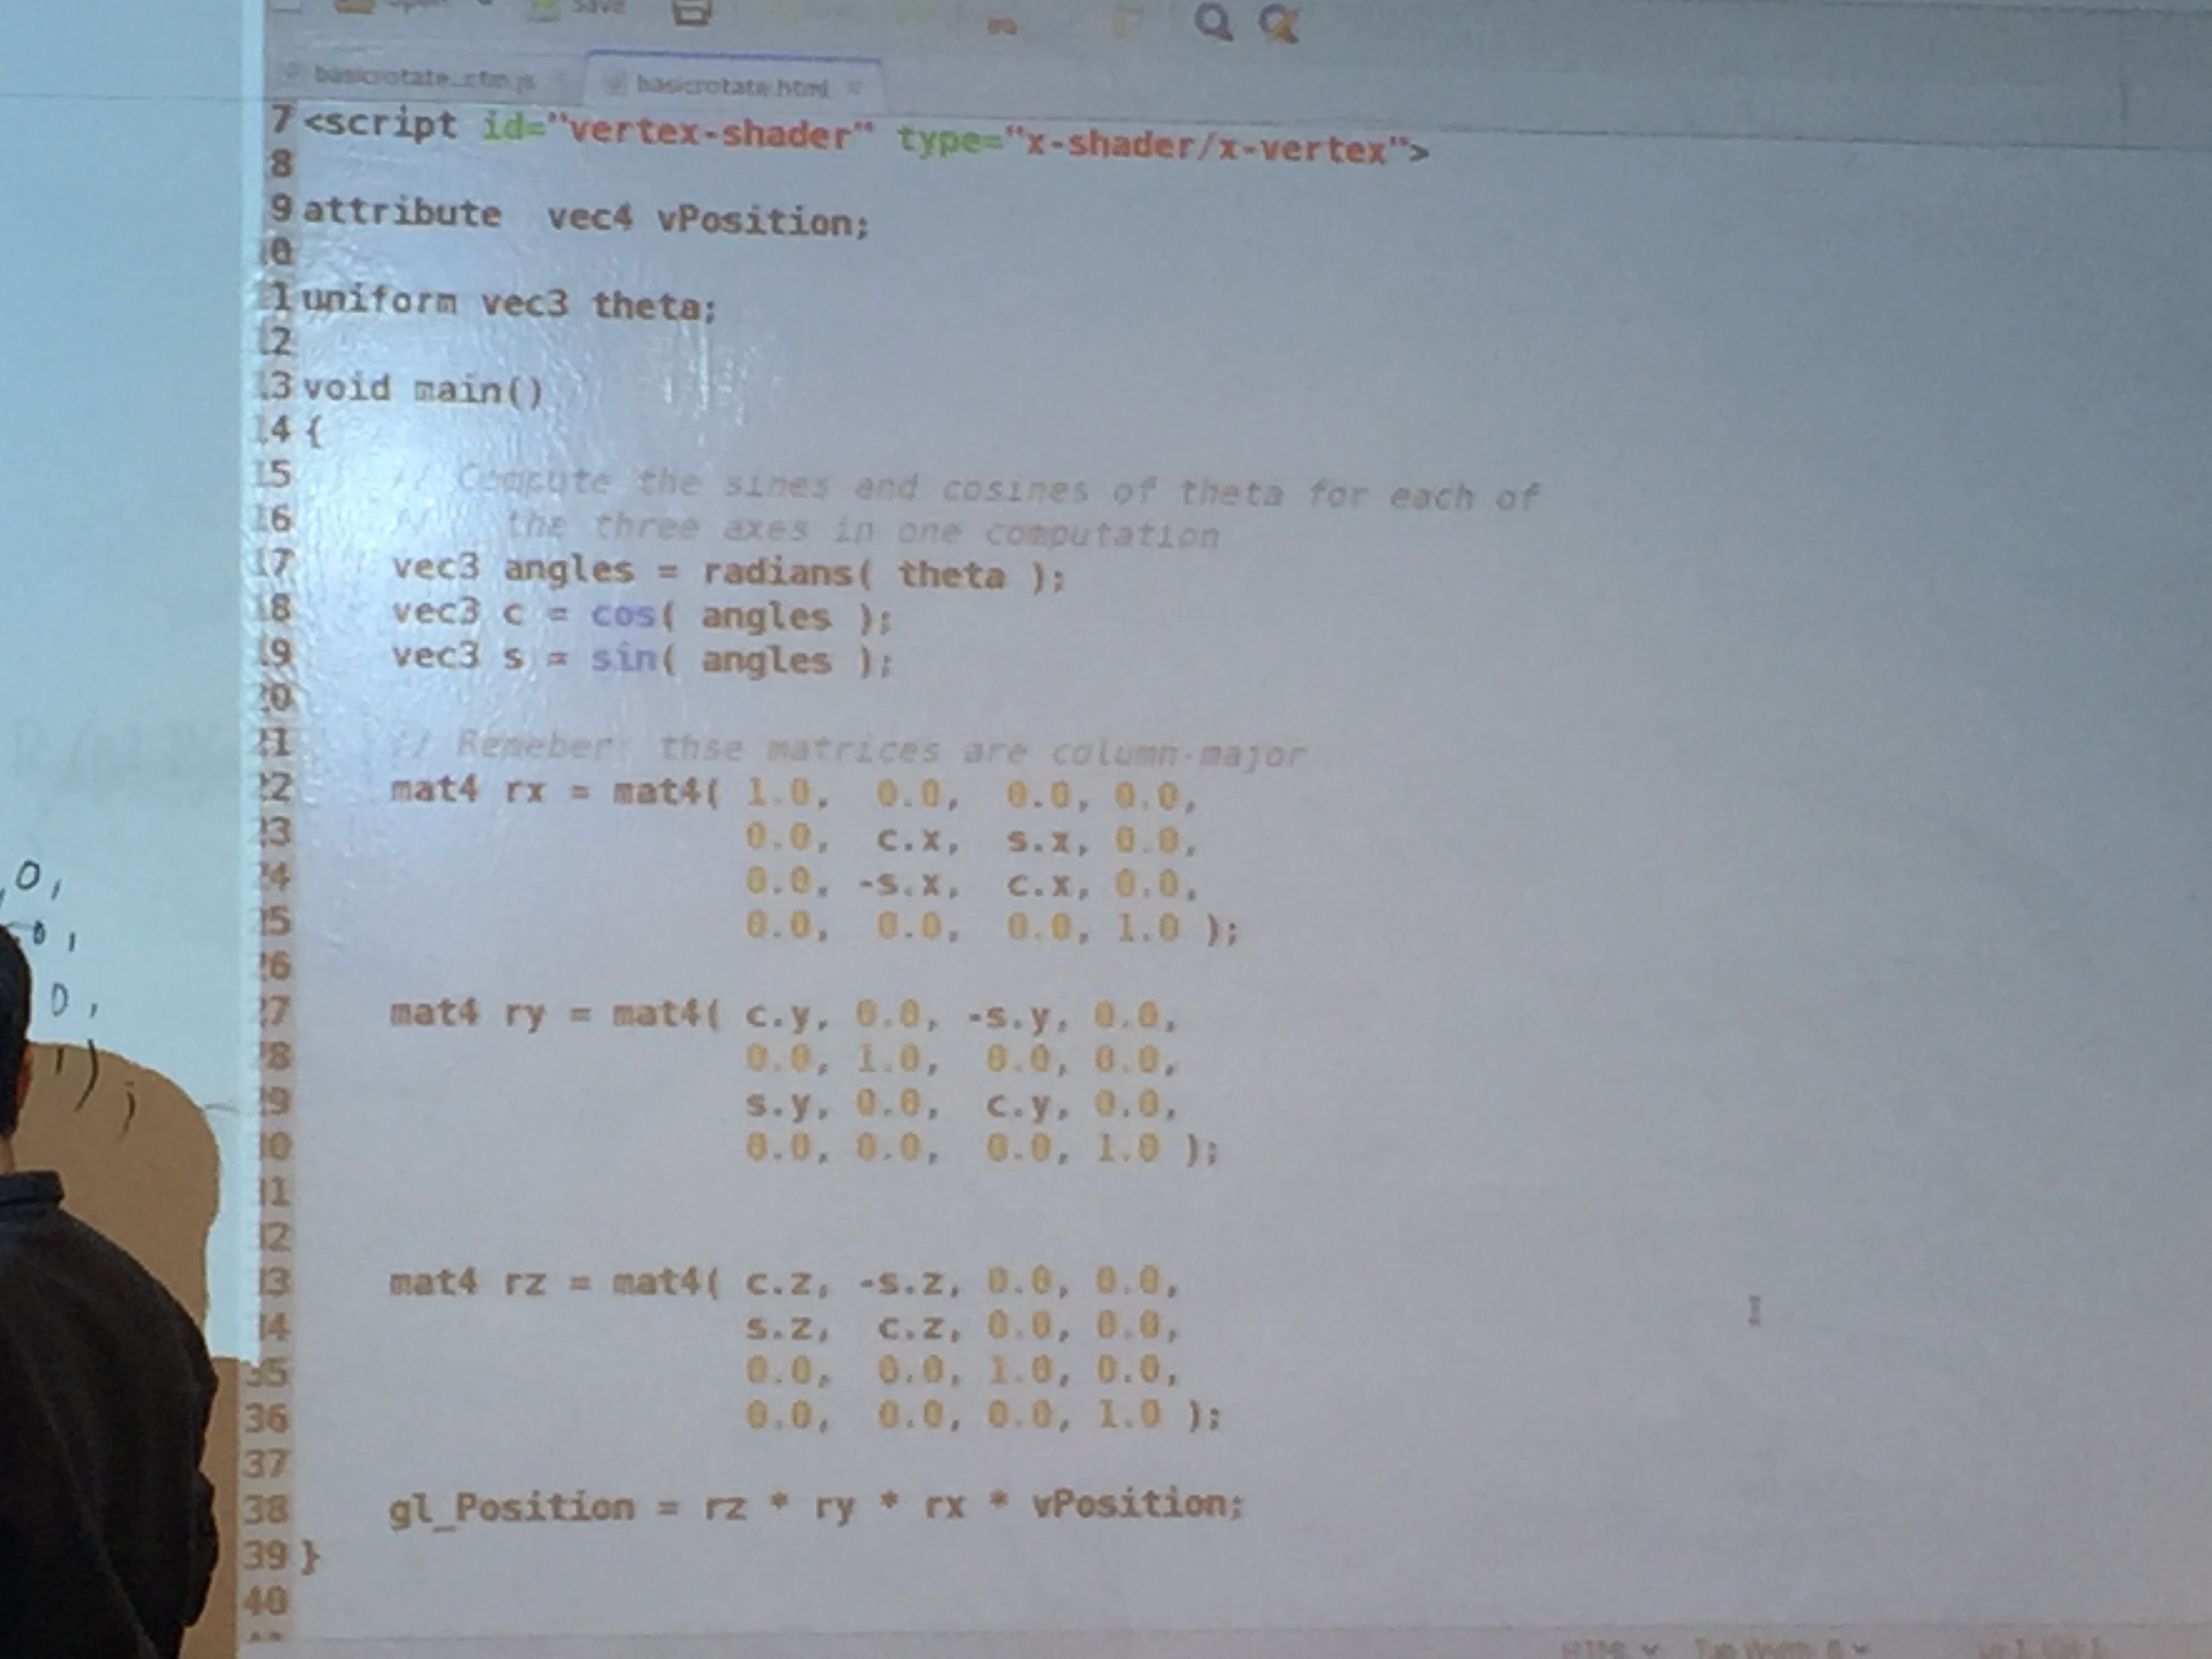 Save
basicrotate.html
7 <script id="vertex-shader" type="x-shader/x-vertex">
8
9 attribute  vec4 vPosition;
0
1 uniform vec3 theta;
2
3 void main()
4 {
15 // Compute the sines and cosines of theta for each of
16 //   the three axes in one computation
17 vec3 angles = radians( theta );
18 vec3 c = cos( angles );
19 vec3 s = sin( angles );
20
21 // Remeber  thse matrices are column-major
22 mat4 rx = mat4( 1.0,  0.0,  0.0, 0.0,
23 0.0,  c.x,  s.x, 0.0,
24 0.0, -s.x,  c.x, 0.0,
25 0.0,  0.0,  0.0, 1.0 );
26
27 mat4 ry = mat4( c.y, 0.0, -s.y, 0.0,
28 0.0, 1.0,  0.0, 0.0,
29 s.y, 0.0,  c.y, 0.0,
30 0.0, 0.0,  0.0, 1.0 );
31
32
33 mat4 rz = mat4( c.z, -s.z, 0.0, 0.0,
34 s.z,  c.z, 0.0, 0.0,
35 0.0,  0.0, 1.0, 0.0,
36 0.0,  0.0, 0.0, 1.0 );
37
38 gl_Position = rz * ry * rx * vPosition;
39 }
40
,0,
0,
0,
1);